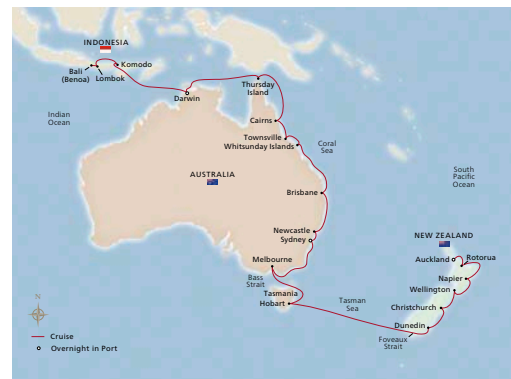 INDONESIA
Bali
(Benoa)
Lombok
Komodo
Darwin
Thursday
Island
Indian
Ocean
Cairns
Townsville
Whitsunday Islands
Coral
Sea
AUSTRALIA
South
Pacific
Ocean
Brisbane
Newcastle
Sydney
NEW ZEALAND
Melbourne
Auckland
Rotorua
Bass
Strait
Napier
Tasmania
Wellington
Hobart
Tasman
Sea
Christchurch
N
Dunedin
Foveaux
Strait
Cruise
Overnight in Port